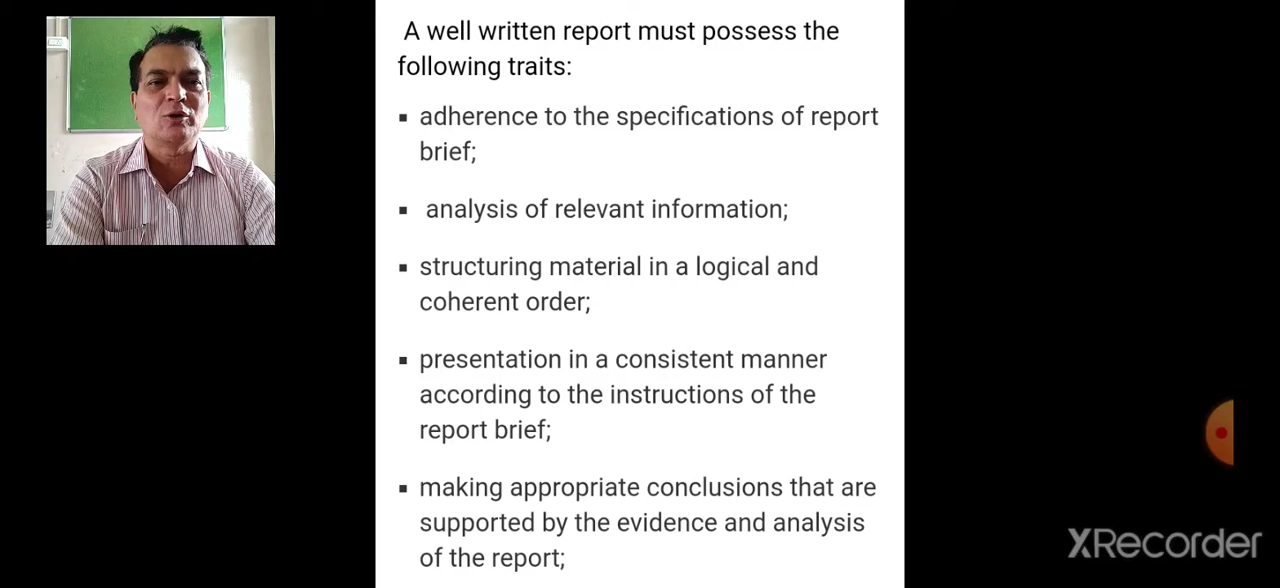 A well written report must possess the
following traits:
▪ adherence to the specifications of report
brief;
▪ analysis of relevant information;
▪ structuring material in a logical and
coherent order;
▪ presentation in a consistent manner
according to the instructions of the
report brief;
▪ making appropriate conclusions that are
supported by the evidence and analysis
of the report;
XRecorder